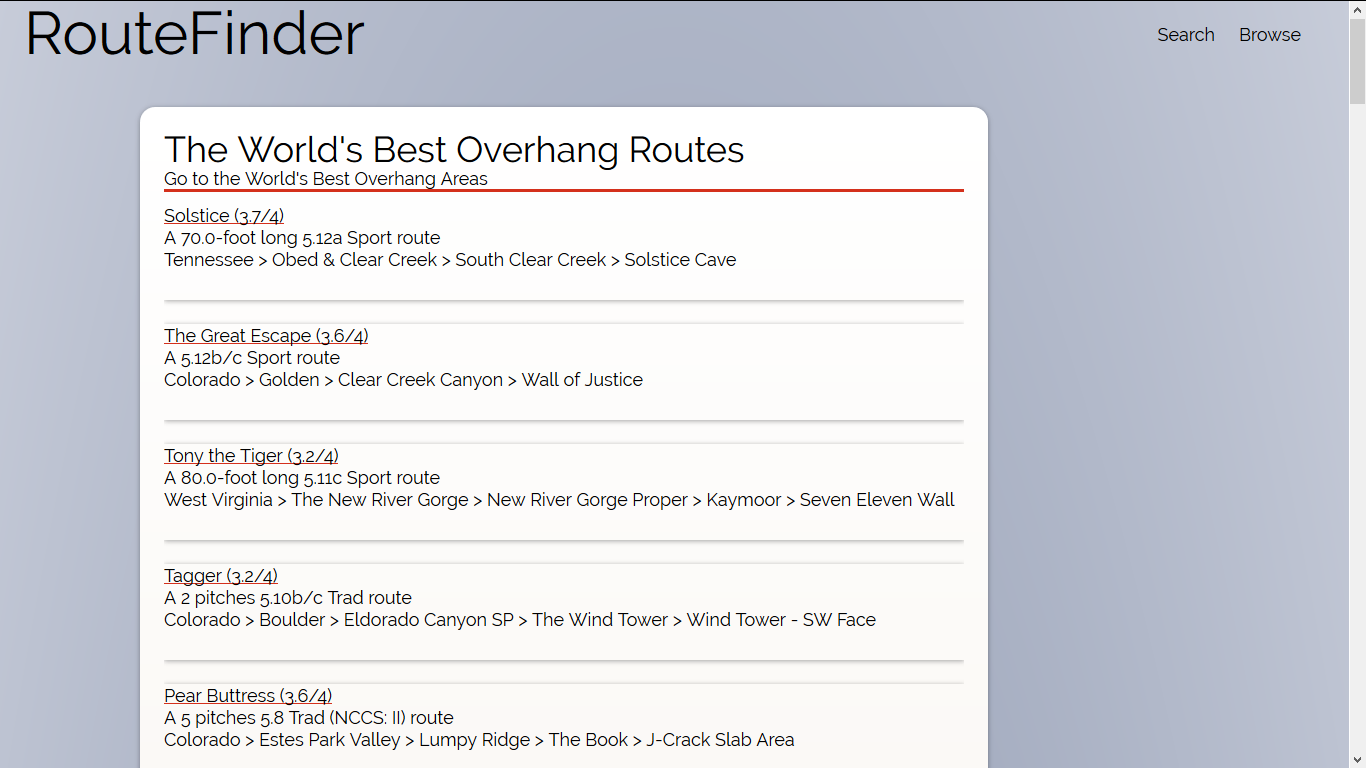 RouteFinder
Search Browse
The World's Best Overhang Routes
Go to the World's Best Overhang Areas
Solstice (3.7/4)
A 70.0-foot long 5.12a Sport route
Tennessee > Obed & Clear Creek > South Clear Creek > Solstice Cave
The Great Escape (3.6/4)
A 5.12b/c Sport route
Colorado > Golden > Clear Creek Canyon > Wall of Justice
Tony the Tiger (3.2/4)
A 80.0-foot long 5.11c Sport route
West Virginia > The New River Gorge > New River Gorge Proper > Kaymoor > Seven Eleven Wall
Tagger (3.2/4)
A 2 pitches 5.10b/c Trad route
Colorado > Boulder > Eldorado Canyon SP > The Wind Tower > Wind Tower - SW Face
Pear Buttress (3.6/4)
A 5 pitches 5.8 Trad (NCCS: II) route
Colorado > Estes Park Valley > Lumpy Ridge > The Book > J-Crack Slab Area